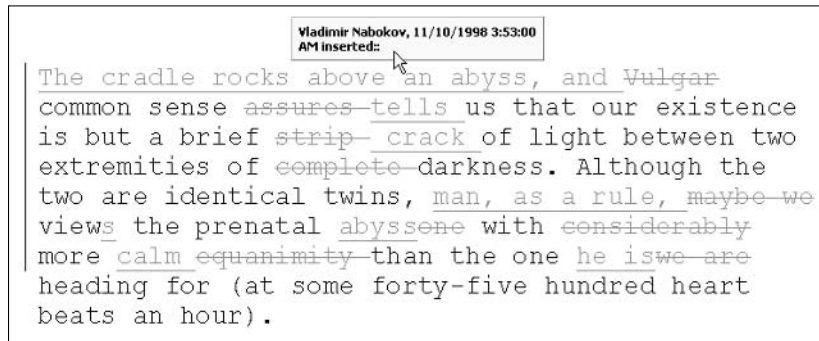 Vladimir Nabokov, 11/10/1998 3:53:00
AM inserted::
The cradle rocks above an abyss, and Vulgar
common sense assures tells us that our existence
is but a brief strip crack of light between two
extremities of complete darkness. Although the
two are identical twins, man, as a rule, maybe we
views the prenatal abyssone with considerably
more calm equanimity than the one he iswe are
heading for (at some forty-five hundred heart
beats an hour).